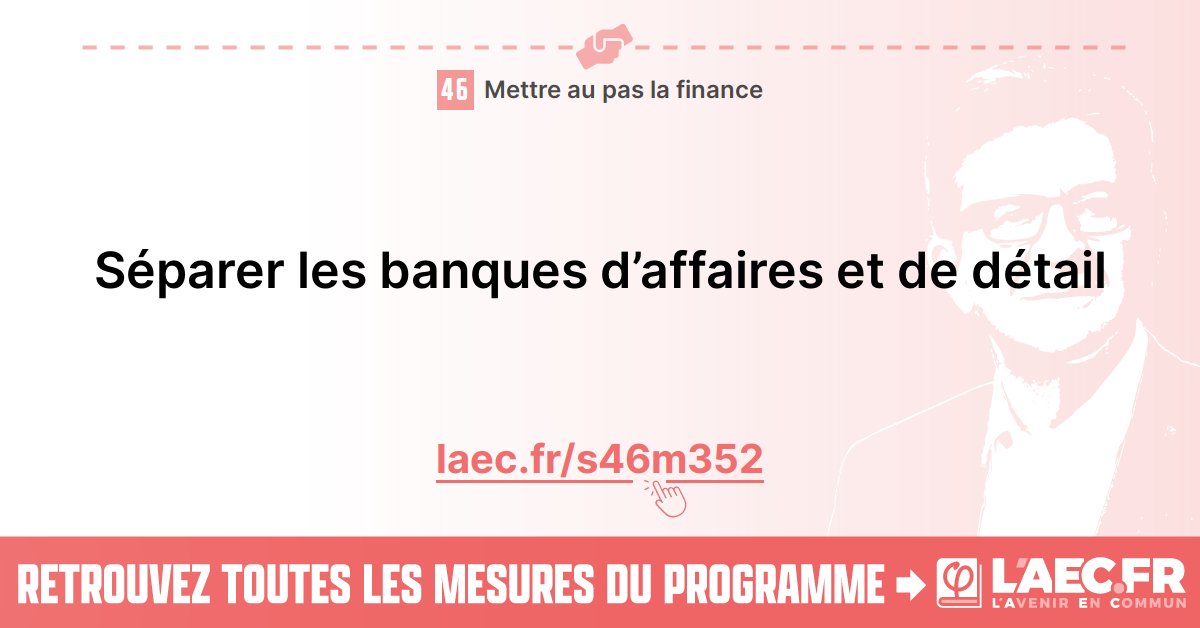 46 Mettre au pas la finance
Séparer les banques d’affaires et de détail
laec.fr/s46m352
RETROUVEZ TOUTES LES MESURES DU PROGRAMME
φ L'AEC.FR
L'AVENIR EN COMMUN